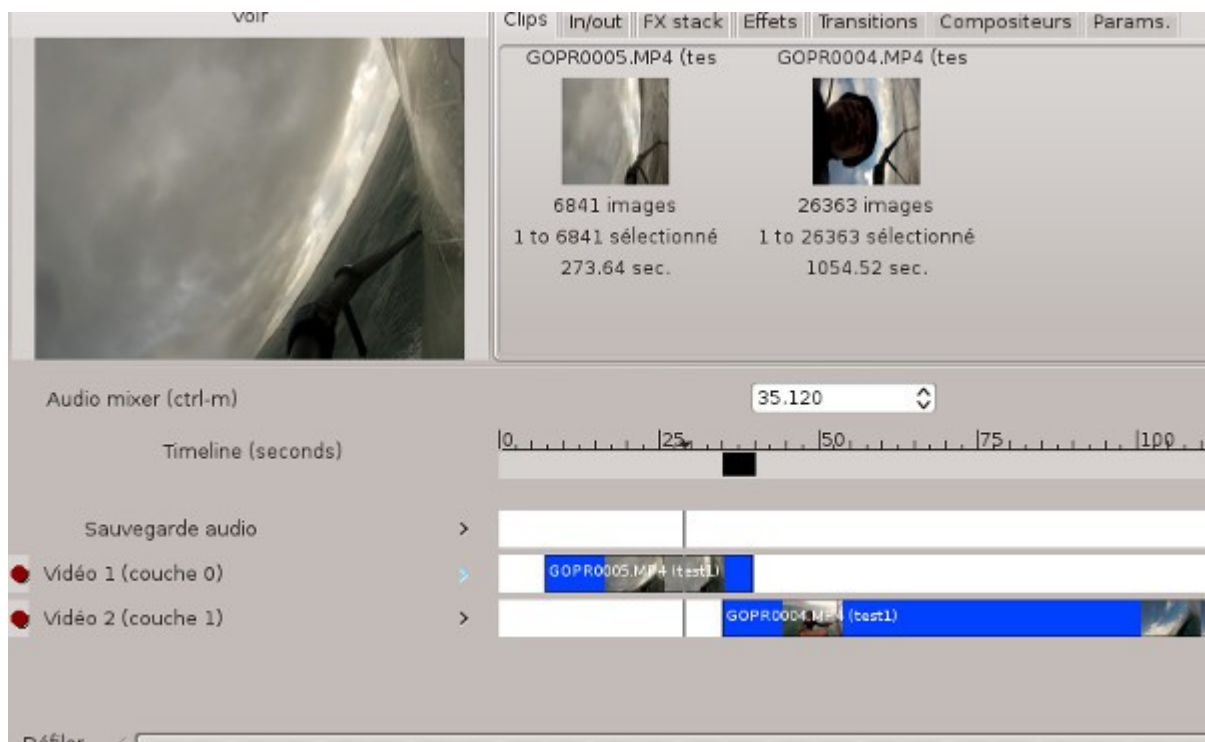 Voir
Clips In/out FX stack Effets Transitions Compositeurs Params.
GOPR0005.MP4 (tes
GOPR0004.MP4 (tes
6841 images
26363 images
1 to 6841 sélectionné
1 to 26363 sélectionné
273.64 sec.
1054.52 sec.
Audio mixer (ctrl-m)
35.120
Timeline (seconds)
0 25 50 75 100
Sauvegarde audio
Vidéo 1 (couche 0)
GOPR0005.MP4 (test1)
Vidéo 2 (couche 1)
GOPR0004.MP4 (test1)
Défiler